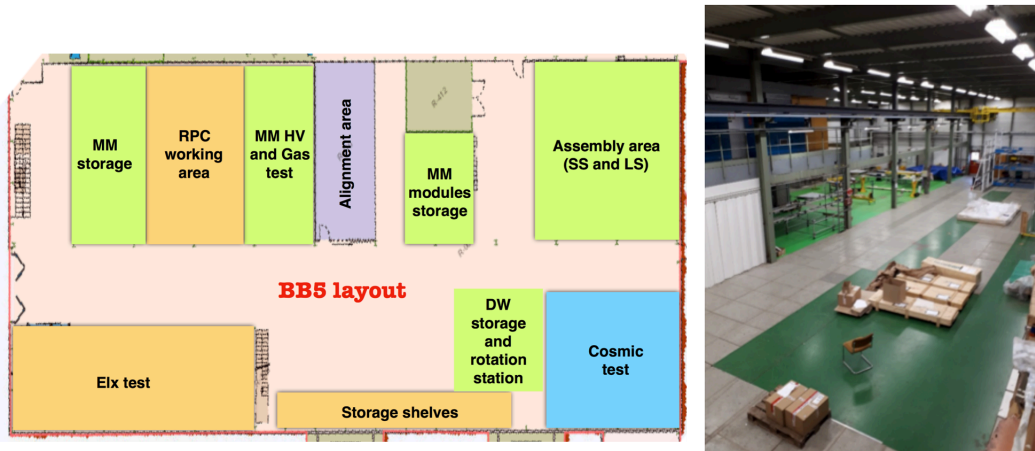 MM
storage
RPC
working
area
MM HV
and Gas
test
Alignment area
R-412
MM
modules
storage
Assembly area
(SS and LS)
BB5 layout
DW
storage
and
rotation
station
Cosmic
test
Elx test
Storage shelves